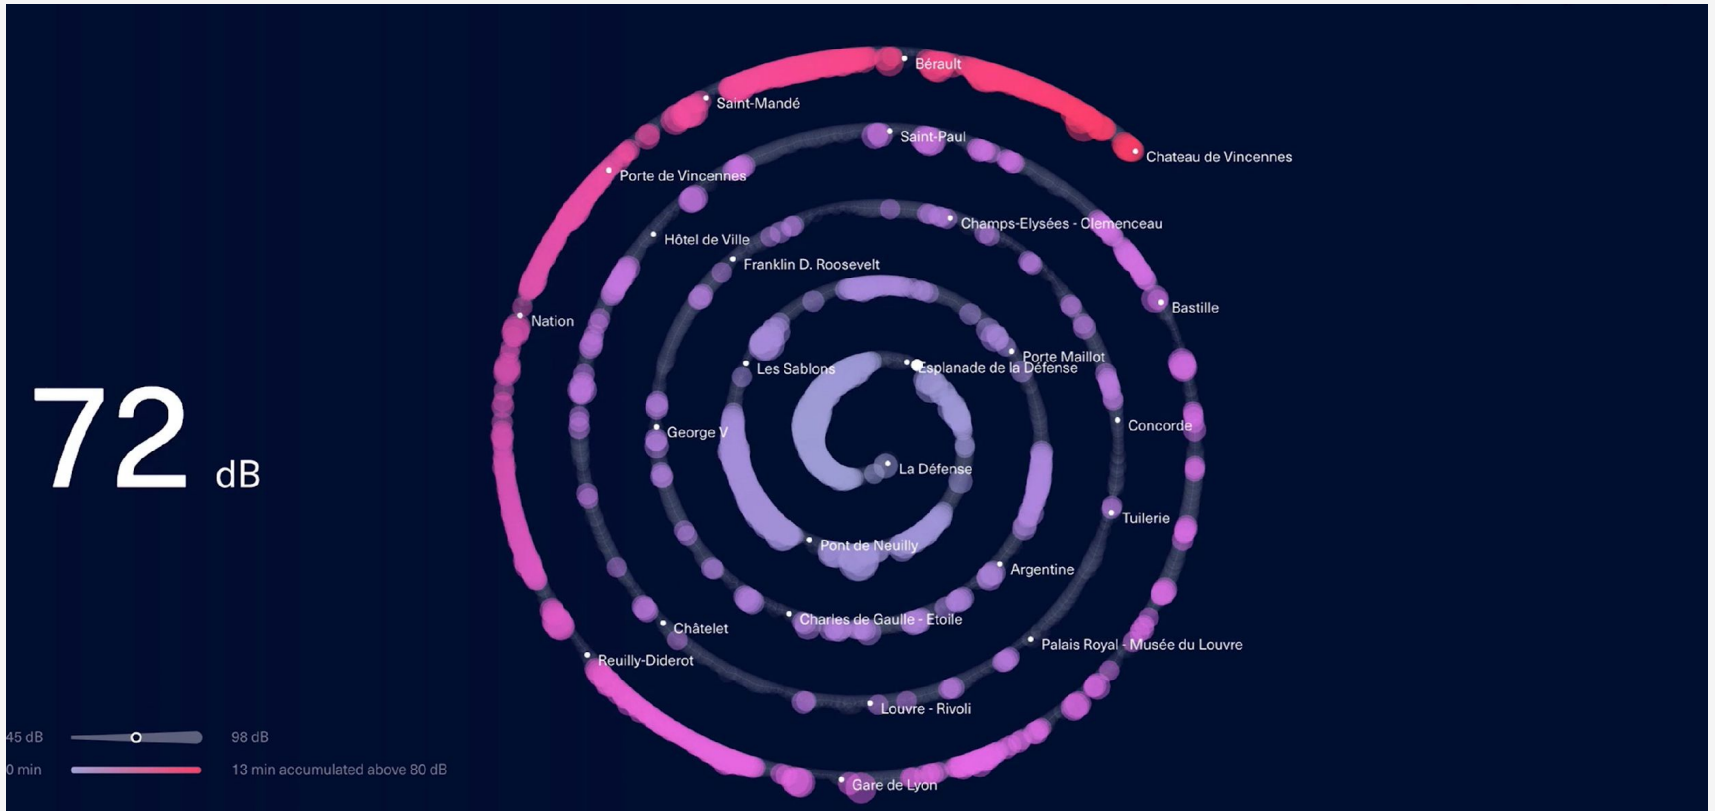 Bérault
Saint-Mandé
Saint-Paul
Chateau de Vincennes
Porte de Vincennes
Champs-Elysées - Clemenceau
Hôtel de Ville
Franklin D. Roosevelt
Bastille
Nation
Porte Maillot
Les Sablons
Esplanade de la Défense
72 dB
George V
Concorde
La Défense
Tuilerie
Pont de Neuilly
Argentine
Charles de Gaulle - Etoile
Châtelet
Palais Royal - Musée du Louvre
Reuilly-Diderot
Louvre - Rivoli
45 dB 98 dB
0 min 13 min accumulated above 80 dB
Gare de Lyon